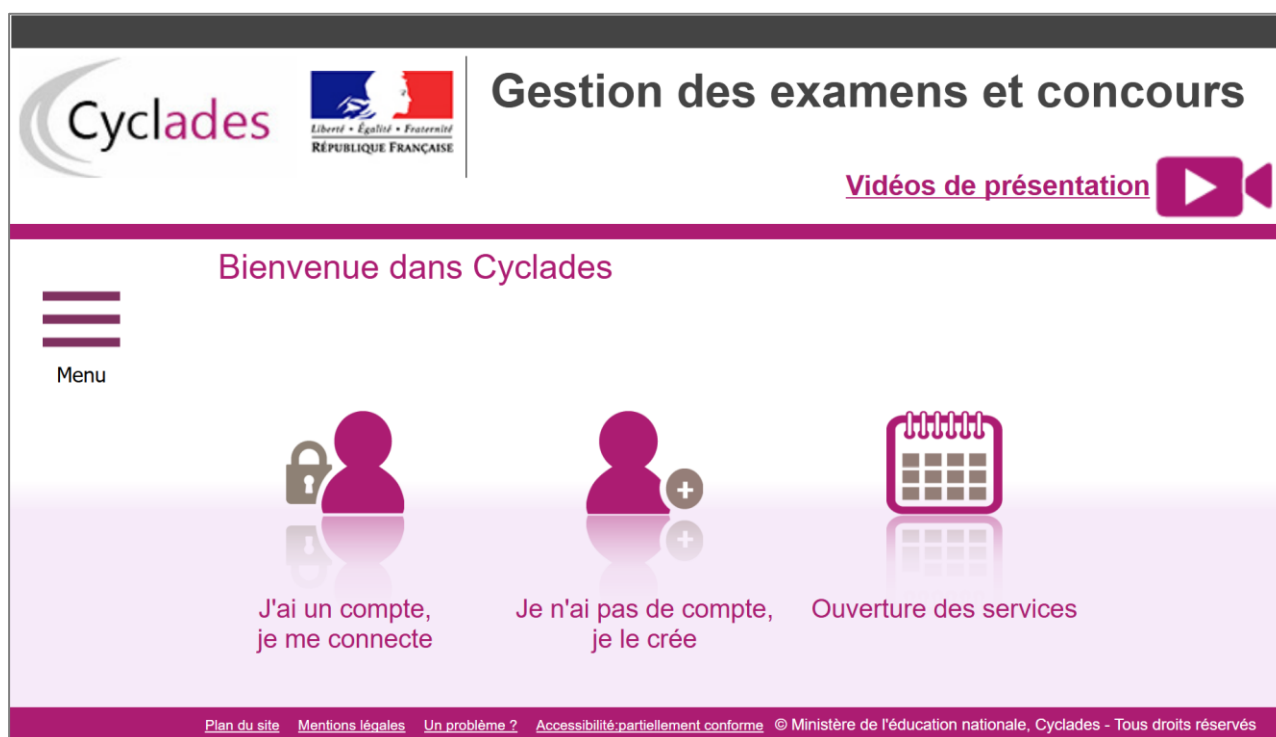 Cyclades
Liberté • Égalité • Fraternité
RÉPUBLIQUE FRANÇAISE
Gestion des examens et concours
Vidéos de présentation
Bienvenue dans Cyclades
Menu
J'ai un compte,
je me connecte
Je n'ai pas de compte,
je le crée
Ouverture des services
Plan du site Mentions légales Un problème ? Accessibilité:partiellement conforme © Ministère de l'éducation nationale, Cyclades - Tous droits réservés